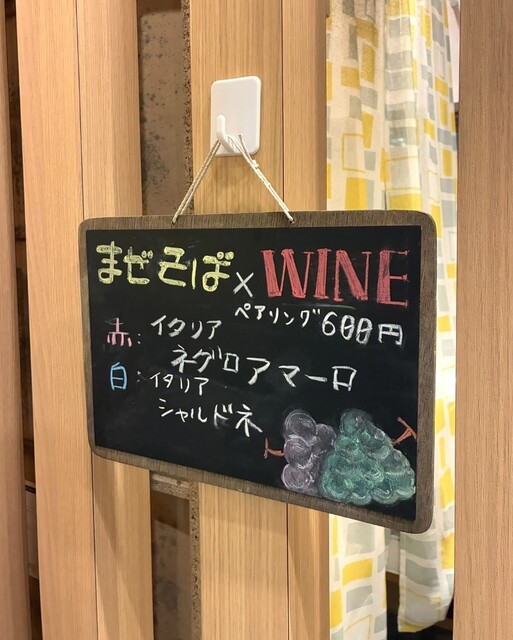 まぜそば×WINE
ペアリング600円
赤:イタリア
ネグロアマーロ
白:イタリア
シャルドネ